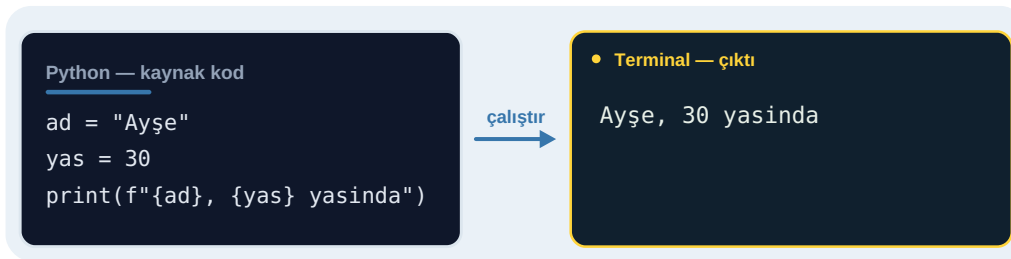 Python — kaynak kod
ad = "Ayşe"
yas = 30
print(f"{ad}, {yas} yasinda")
çalıştır
Terminal — çıktı
Ayşe, 30 yasinda